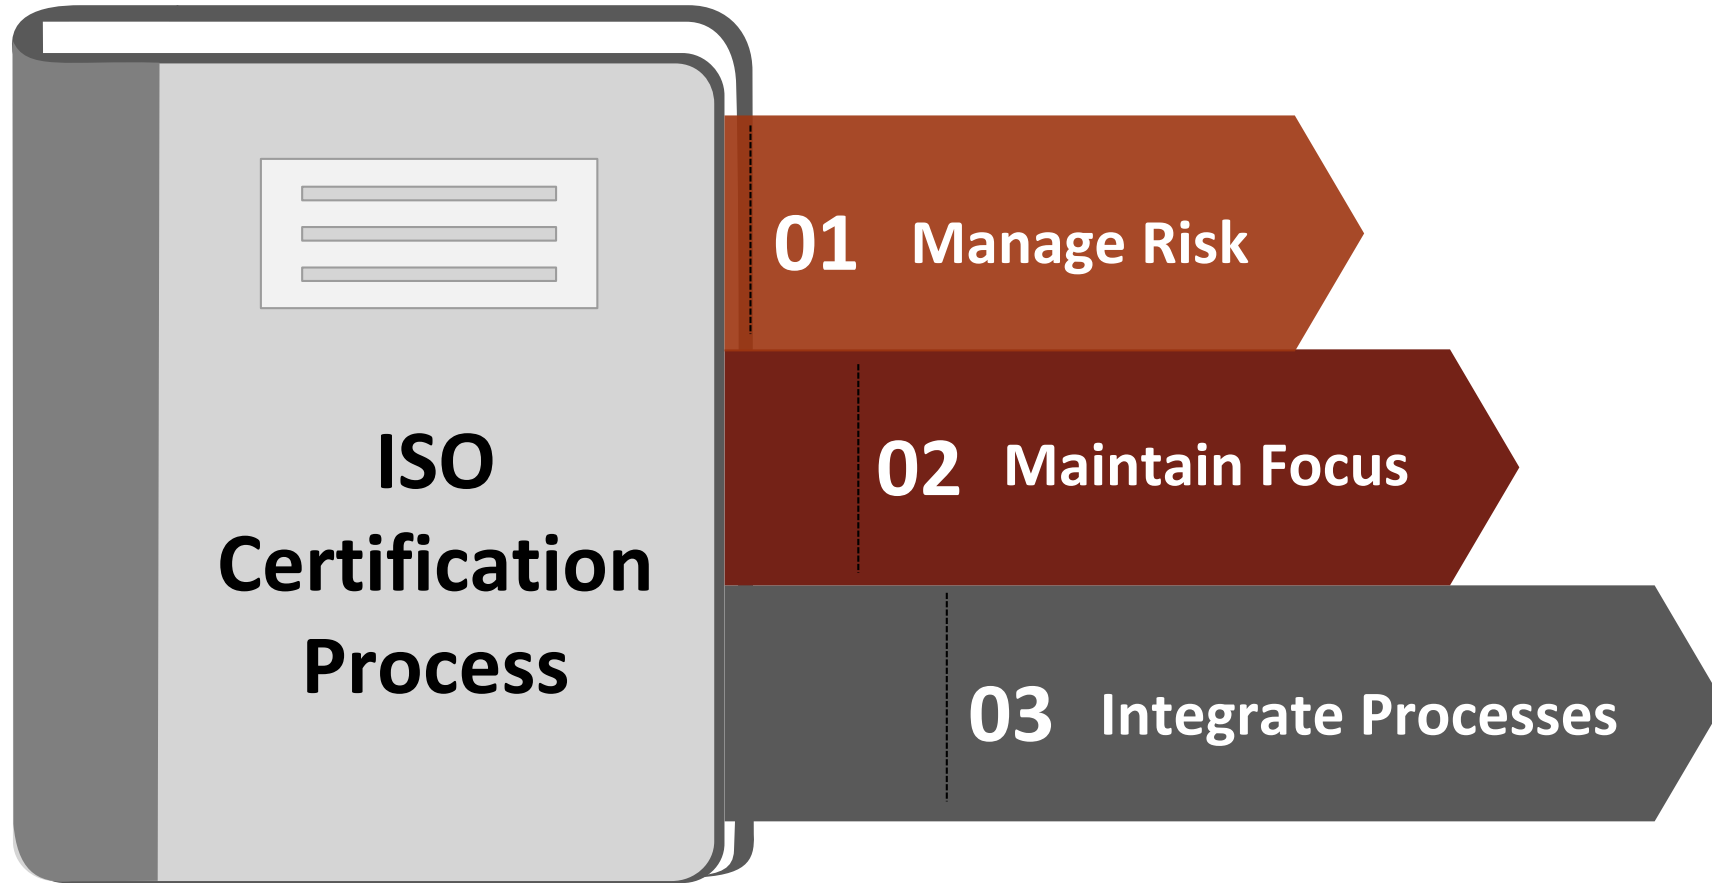 ISO
Certification
Process
01 Manage Risk
02 Maintain Focus
03 Integrate Processes